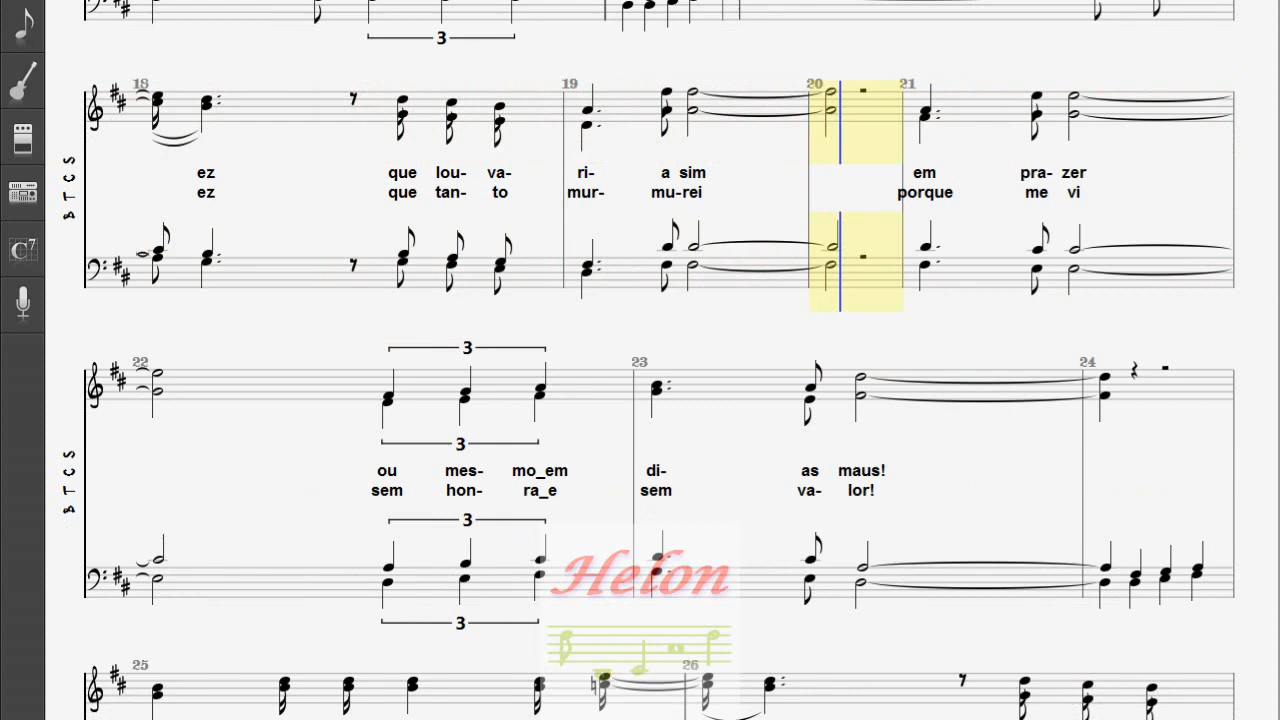 3
18 19 20 21
B T C S
ez que lou- va- ri- a sim em pra- zer
ez que tan- to mur- mu-rei porque me vi
C7
22 23 24
3
3
B T C S
ou mes- mo_em di- as maus!
sem hon- ra_e sem va- lor!
3
Helon
3
25 26